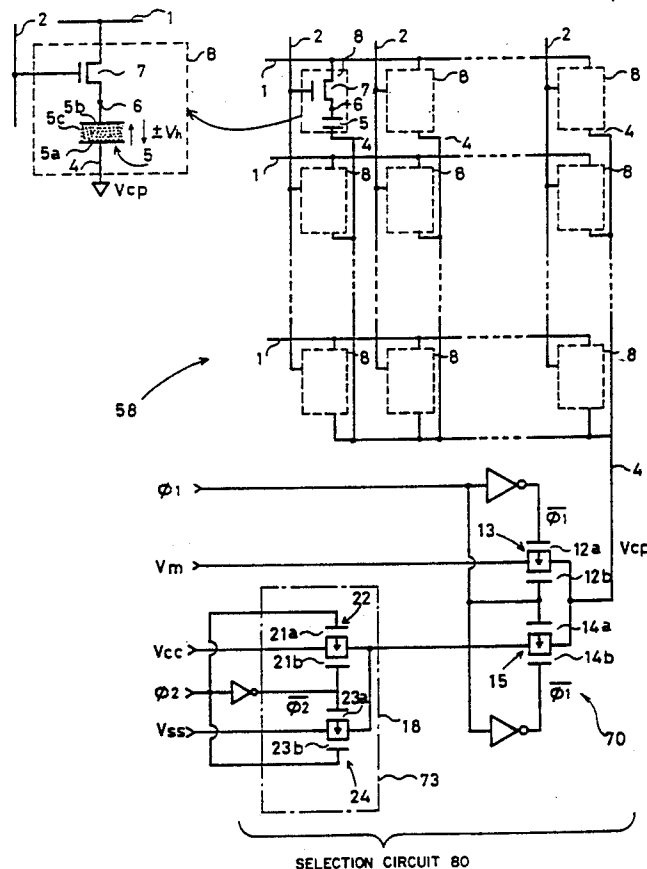 2 1 8
7
6
5b
5c
±Vh
5a
4 5
Vcp
2 8 2 2
1 8 8
7
6
5
4 4 4
1 8 8 8
1 8 8 8
58
4
φ1
φ1
13 12a Vcp
Vm
12b
22 14a
21a
Vcc 14b
21b 15
φ2 23a φ1
φ2
Vss 18 70
23b
24 73
SELECTION CIRCUIT 80